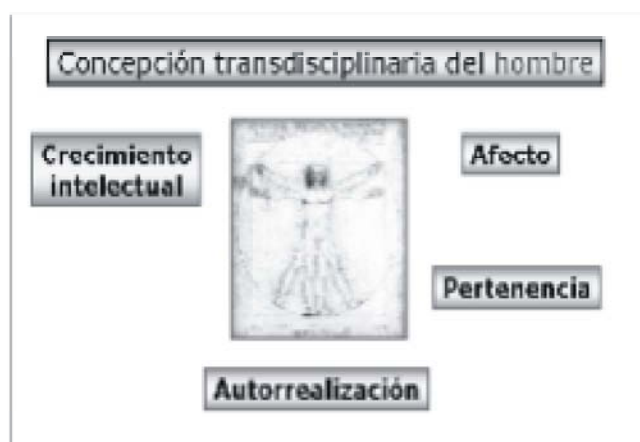 Concepción transdisciplinaria del hombre
Crecimiento
intelectual
Afecto
Pertenencia
Autorrealización